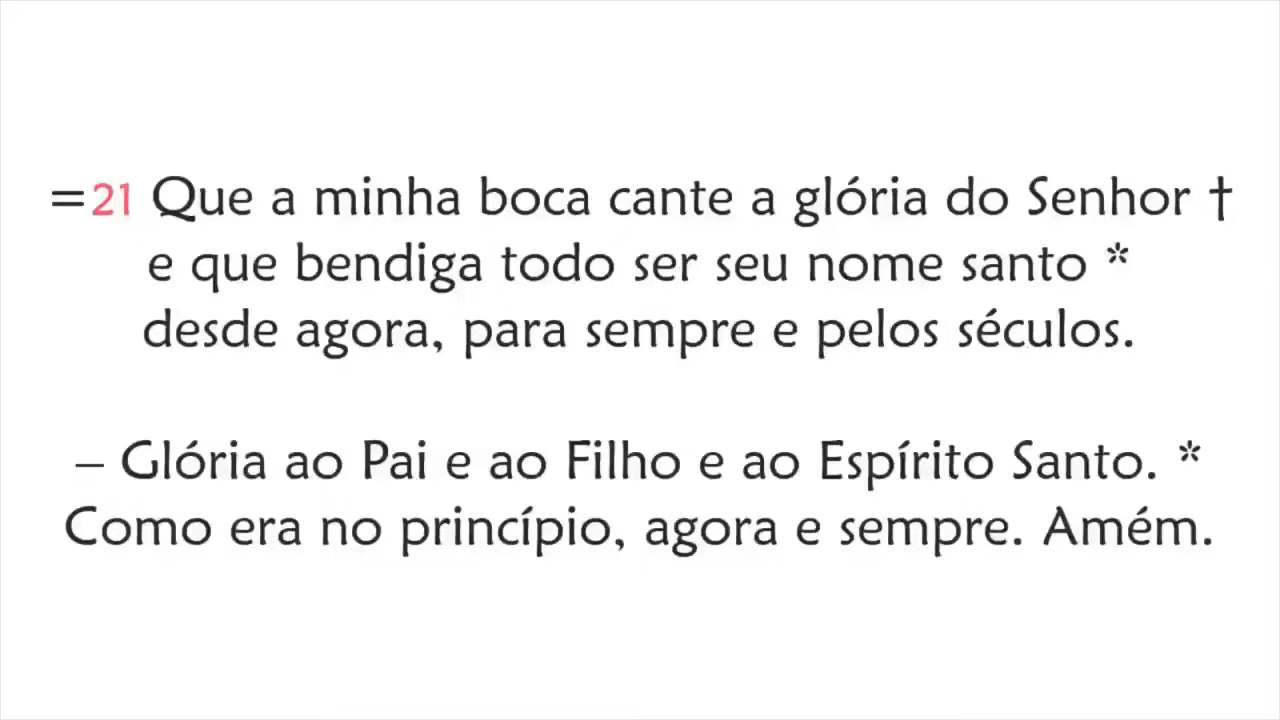 =21 Que a minha boca cante a glória do Senhor †
e que bendiga todo ser seu nome santo *
desde agora, para sempre e pelos séculos.
– Glória ao Pai e ao Filho e ao Espírito Santo. *
Como era no princípio, agora e sempre. Amém.